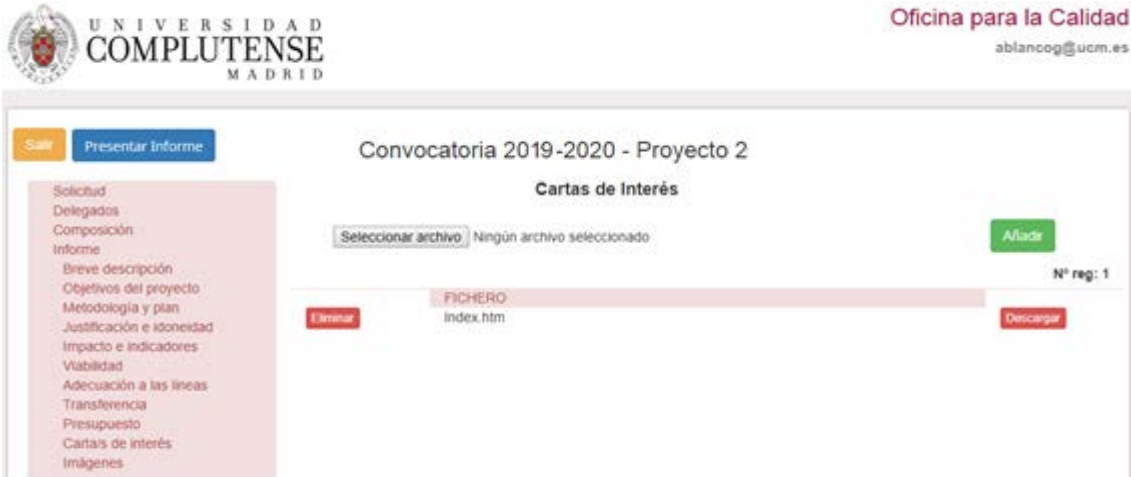 UNIVERSIDAD
COMPLUTENSE
MADRID
Oficina para la Calidad
ablancog@ucm.es
Salir
Presentar Informe
Convocatoria 2019-2020 - Proyecto 2
Cartas de Interés
Solicitud
Delegados
Composición
Informe
Breve descripción
Objetivos del proyecto
Metodología y plan
Justificación e idoneidad
Impacto e indicadores
Viabilidad
Adecuación a las líneas
Transferencia
Presupuesto
Carta/s de interés
Imágenes
Seleccionar archivo Ningún archivo seleccionado
Añadir
Nº reg: 1
FICHERO
Eliminar
index.htm
Descargar